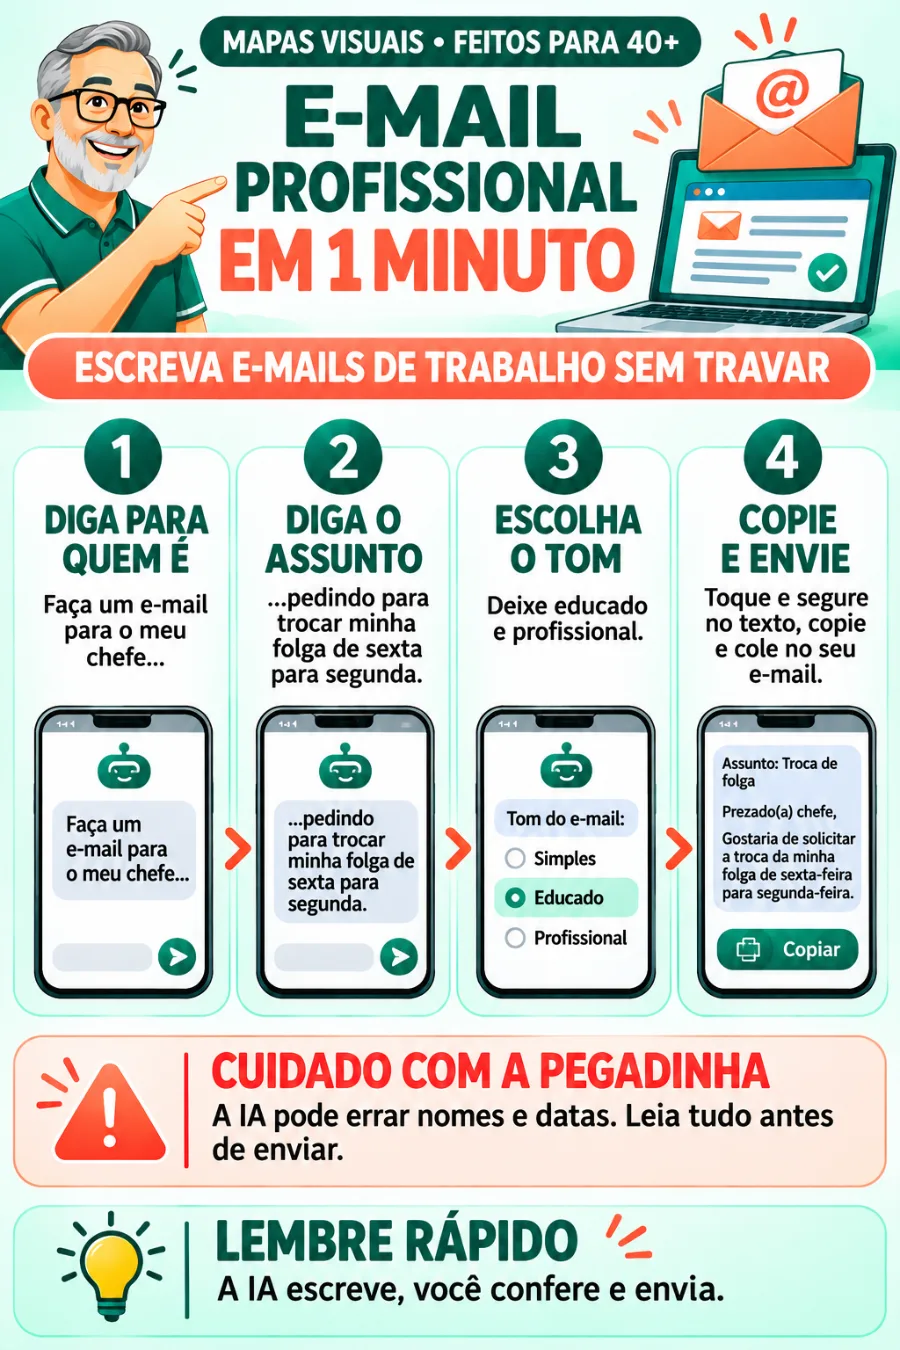 MAPAS VISUAIS • FEITOS PARA 40+
E-MAIL
PROFISSIONAL
EM 1 MINUTO
@
ESCREVA E-MAILS DE TRABALHO SEM TRAVAR
1
DIGA PARA
QUEM É
Faça um e-mail
para o meu
chefe...
Faça um
e-mail para
o meu chefe...
2
DIGA O
ASSUNTO
...pedindo para
trocar minha
folga de sexta
para segunda.
...pedindo
para trocar
minha folga de
sexta para
segunda.
3
ESCOLHA
O TOM
Deixe educado
e profissional.
Tom do e-mail:
Simples
Educado
Profissional
4
COPIE
E ENVIE
Toque e segure
no texto, copie
e cole no seu
e-mail.
Assunto: Troca de
folga
Prezado(a) chefe,
Gostaria de solicitar
a troca da minha
folga de sexta-feira
para segunda-feira.
Copiar
CUIDADO COM A PEGADINHA
A IA pode errar nomes e datas. Leia tudo antes
de enviar.
LEMBRE RÁPIDO
A IA escreve, você confere e envia.